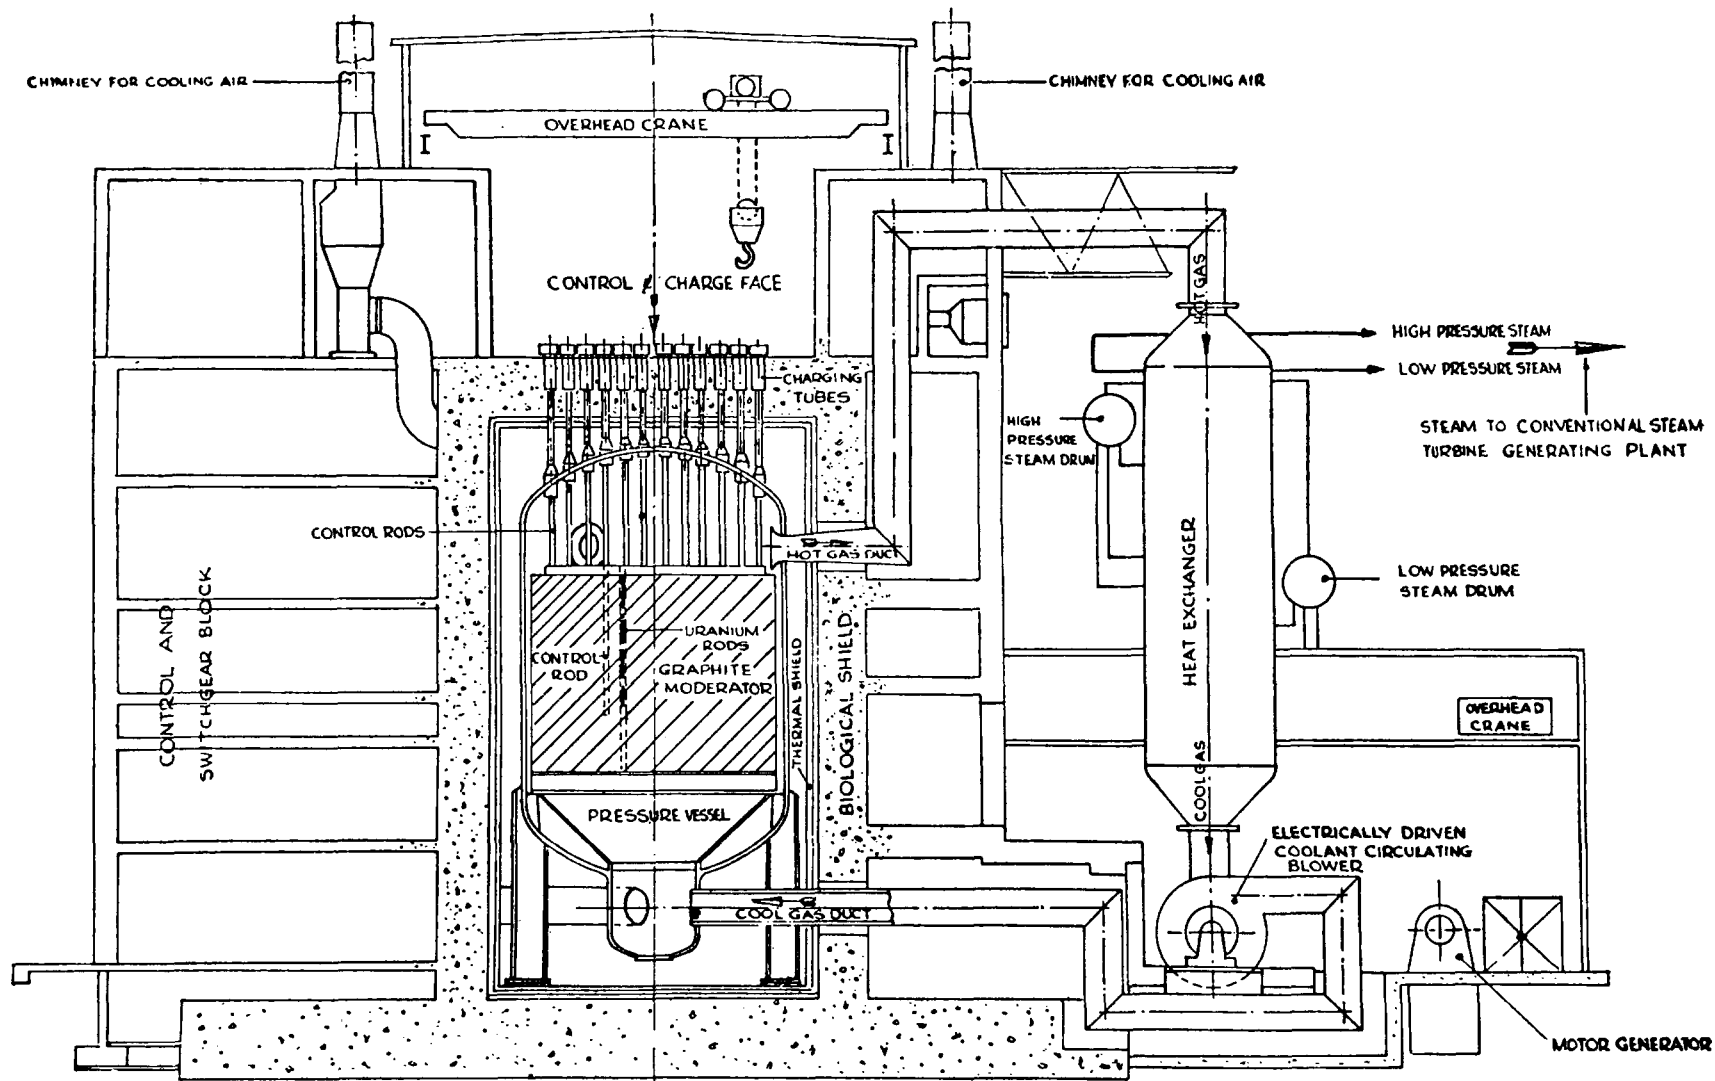 CHIMNEY FOR COOLING AIR
CHIMNEY FOR COOLING AIR
OVERHEAD CRANE
CONTROL & CHARGE FACE
HOT GAS
HIGH PRESSURE STEAM
LOW PRESSURE STEAM
STEAM TO CONVENTIONAL STEAM
TURBINE GENERATING PLANT
CHARGING
TUBES
HIGH
PRESSURE
STEAM DRUM
CONTROL RODS
HOT GAS DUCT
HEAT EXCHANGER
LOW PRESSURE
STEAM DRUM
CONTROL AND
SWITCHGEAR BLOCK
URANIUM
RODS
CONTROL
ROD
GRAPHITE
MODERATOR
THERMAL SHIELD
BIOLOGICAL SHIELD
OVERHEAD
CRANE
COOL GAS
PRESSURE VESSEL
ELECTRICALLY DRIVEN
COOLANT CIRCULATING
BLOWER
COOL GAS DUCT
MOTOR GENERATOR